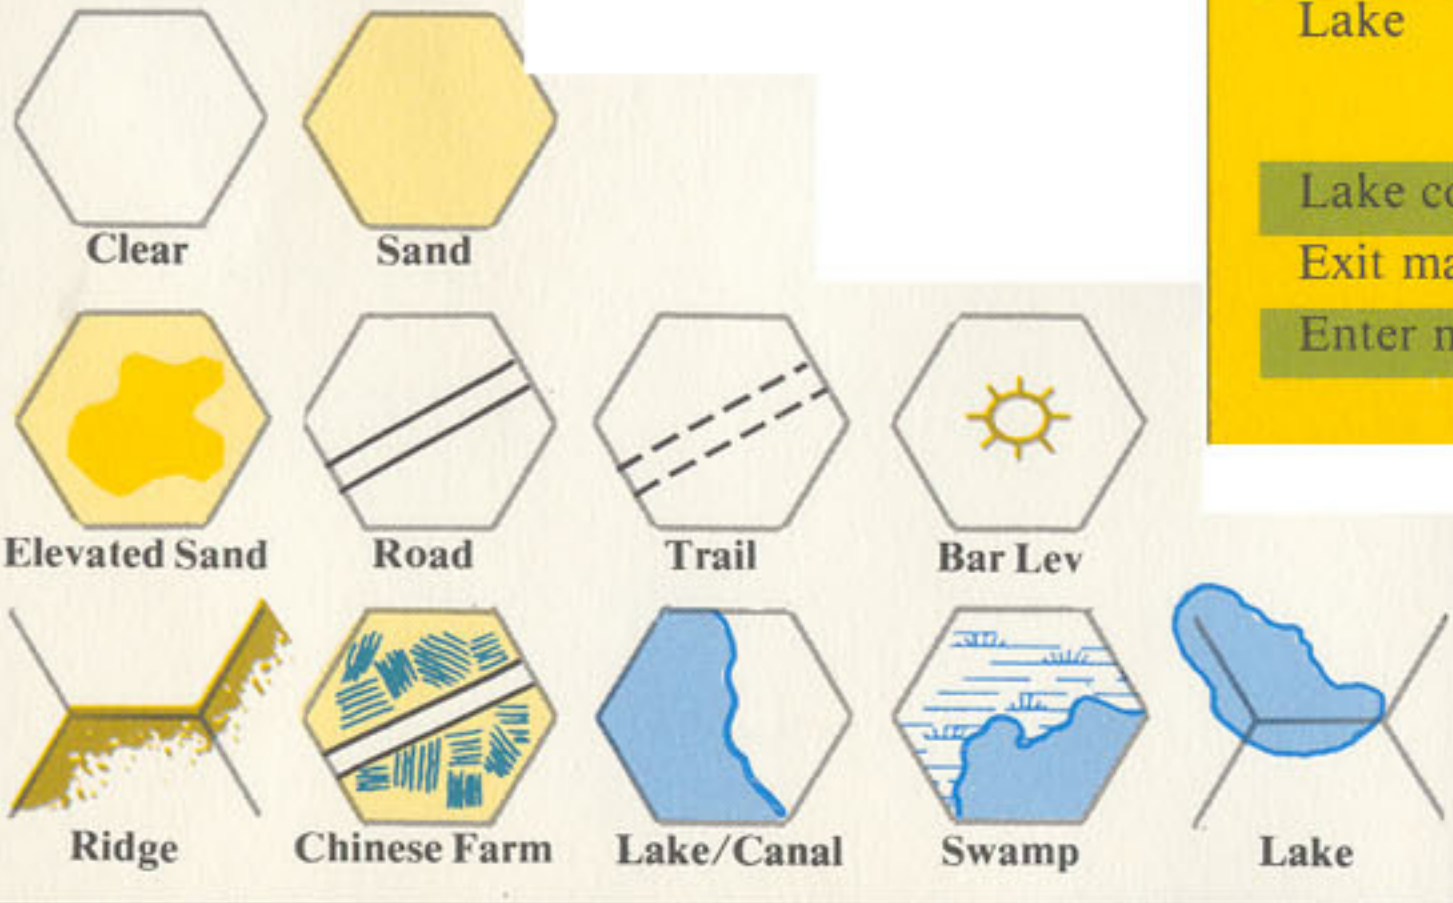 Lake
Lake co
Exit ma
Enter
Clear
Sand
Elevated Sand
Road
Trail
Bar Lev
Ridge
Chinese Farm
Lake/Canal
Swamp
Lake